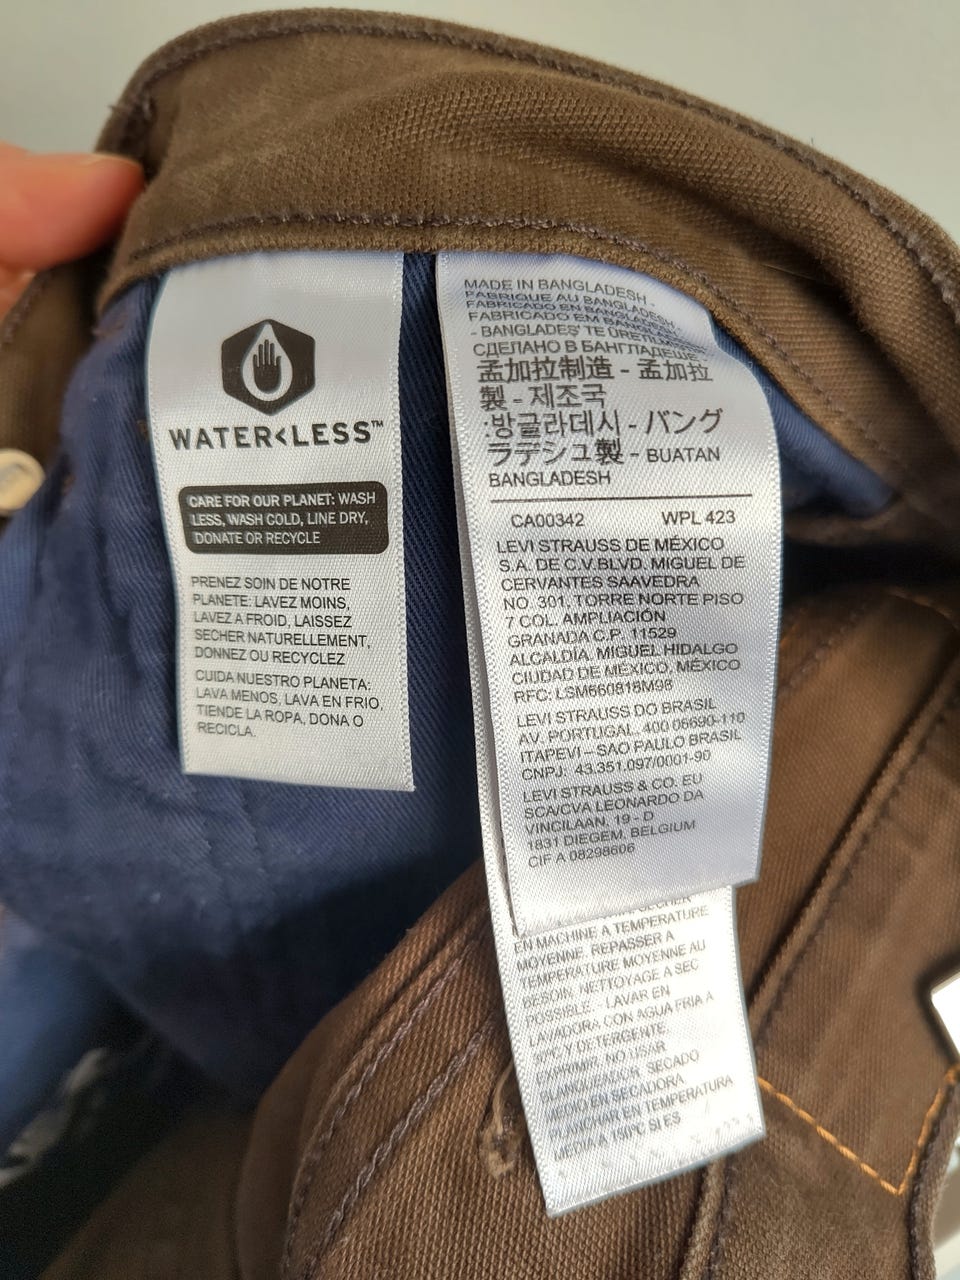 WATER<LESS™
CARE FOR OUR PLANET: WASH
LESS, WASH COLD, LINE DRY,
DONATE OR RECYCLE
PRENEZ SOIN DE NOTRE
PLANETE: LAVEZ MOINS,
LAVEZ A FROID, LAISSEZ
SECHER NATURELLEMENT,
DONNEZ OU RECYCLEZ
CUIDA NUESTRO PLANETA:
LAVA MENOS, LAVA EN FRIO,
TIENDE LA ROPA, DONA O
RECICLA.
MADE IN BANGLADESH -
FABRIQUE AU BANGLADESH -
FABRICADO EN BANGLADESH -
FABRICADO EM BANGLADESH
- BANGLADEŞ'TE ÜRETİLMİŞTİR
СДЕЛАНО В БАНГЛАДЕШЕ -
孟加拉制造 - 孟加拉
製 - 제조국
:방글라데시 - バング
ラデシュ製 - BUATAN
BANGLADESH
CA00342 WPL 423
LEVI STRAUSS DE MÉXICO
S.A. DE C.V.BLVD. MIGUEL DE
CERVANTES SAAVEDRA
NO. 301, TORRE NORTE PISO
7 COL. AMPLIACIÓN
GRANADA C.P. 11529
ALCALDÍA, MIGUEL HIDALGO
CIUDAD DE MÉXICO, MÉXICO
RFC: LSM660818M98
LEVI STRAUSS DO BRASIL
AV. PORTUGAL, 400 06690-110
ITAPEVI – SAO PAULO BRASIL
CNPJ: 43.351.097/0001-90
LEVI STRAUSS & CO. EU
SCA/CVA LEONARDO DA
VINCILAAN, 19 - D
1831 DIEGEM, BELGIUM
CIF A 08298606
SECHER
EN MACHINE A TEMPERATURE
MOYENNE. REPASSER A
TEMPERATURE MOYENNE AU
BESOIN. NETTOYAGE A SEC
POSSIBLE. - LAVAR EN
LAVADORA CON AGUA FRIA A
30ºC Y DETERGENTE.
EXPRIMIR. NO USAR
BLANQUEADOR. SECADO
MEDIO EN SECADORA.
PLANCHAR EN TEMPERATURA
MEDIA A 150ºC SI ES